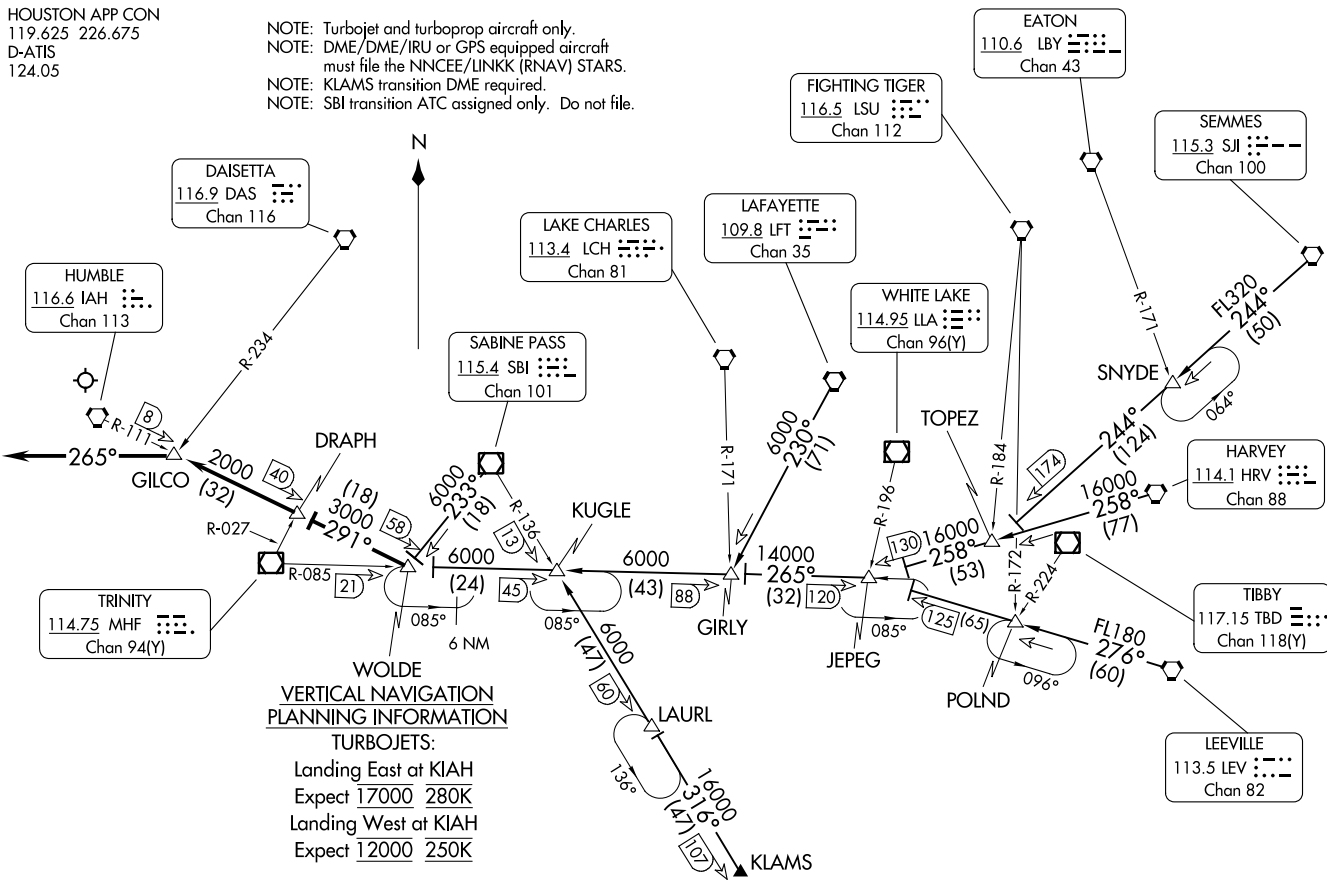 HOUSTON APP CON
119.625 226.675
D-ATIS
124.05
NOTE: Turbojet and turboprop aircraft only.
NOTE: DME/DME/IRU or GPS equipped aircraft
must file the NNCEE/LINKK (RNAV) STARS.
NOTE: KLAMS transition DME required.
NOTE: SBI transition ATC assigned only. Do not file.
N
EATON
110.6 LBY
Chan 43
FIGHTING TIGER
116.5 LSU
Chan 112
SEMMES
115.3 SJI
Chan 100
DAISETTA
116.9 DAS
Chan 116
LAKE CHARLES
113.4 LCH
Chan 81
LAFAYETTE
109.8 LFT
Chan 35
HUMBLE
116.6 IAH
Chan 113
WHITE LAKE
114.95 LLA
Chan 96(Y)
SABINE PASS
115.4 SBI
Chan 101
R-234
R-171
FL320
244°
(50)
SNYDE
064°
TOPEZ
244°
(124)
174
R-184
HARVEY
114.1 HRV
Chan 88
16000
258°
(77)
R-111
8
265°
GILCO
2000
(32)
40
DRAPH
(18)
3000
291°
58
6000
233°
(18)
R-136
13
KUGLE
R-171
6000
230°
(71)
R-196
130
16000
258°
(53)
R-172
R-224
R-027
R-085
21
6000
(24)
45
6000
(43)
88
14000
265°
(32)
120
125
(65)
TRINITY
114.75 MHF
Chan 94(Y)
085°
6 NM
085°
GIRLY
085°
JEPEG
POLND
096°
FL180
276°
(60)
TIBBY
117.15 TBD
Chan 118(Y)
WOLDE
6000
(47)
60
LAURL
136°
16000
316°
(47)
107
KLAMS
LEEVILLE
113.5 LEV
Chan 82
VERTICAL NAVIGATION
PLANNING INFORMATION
TURBOJETS:
Landing East at KIAH
Expect 17000 280K
Landing West at KIAH
Expect 12000 250K